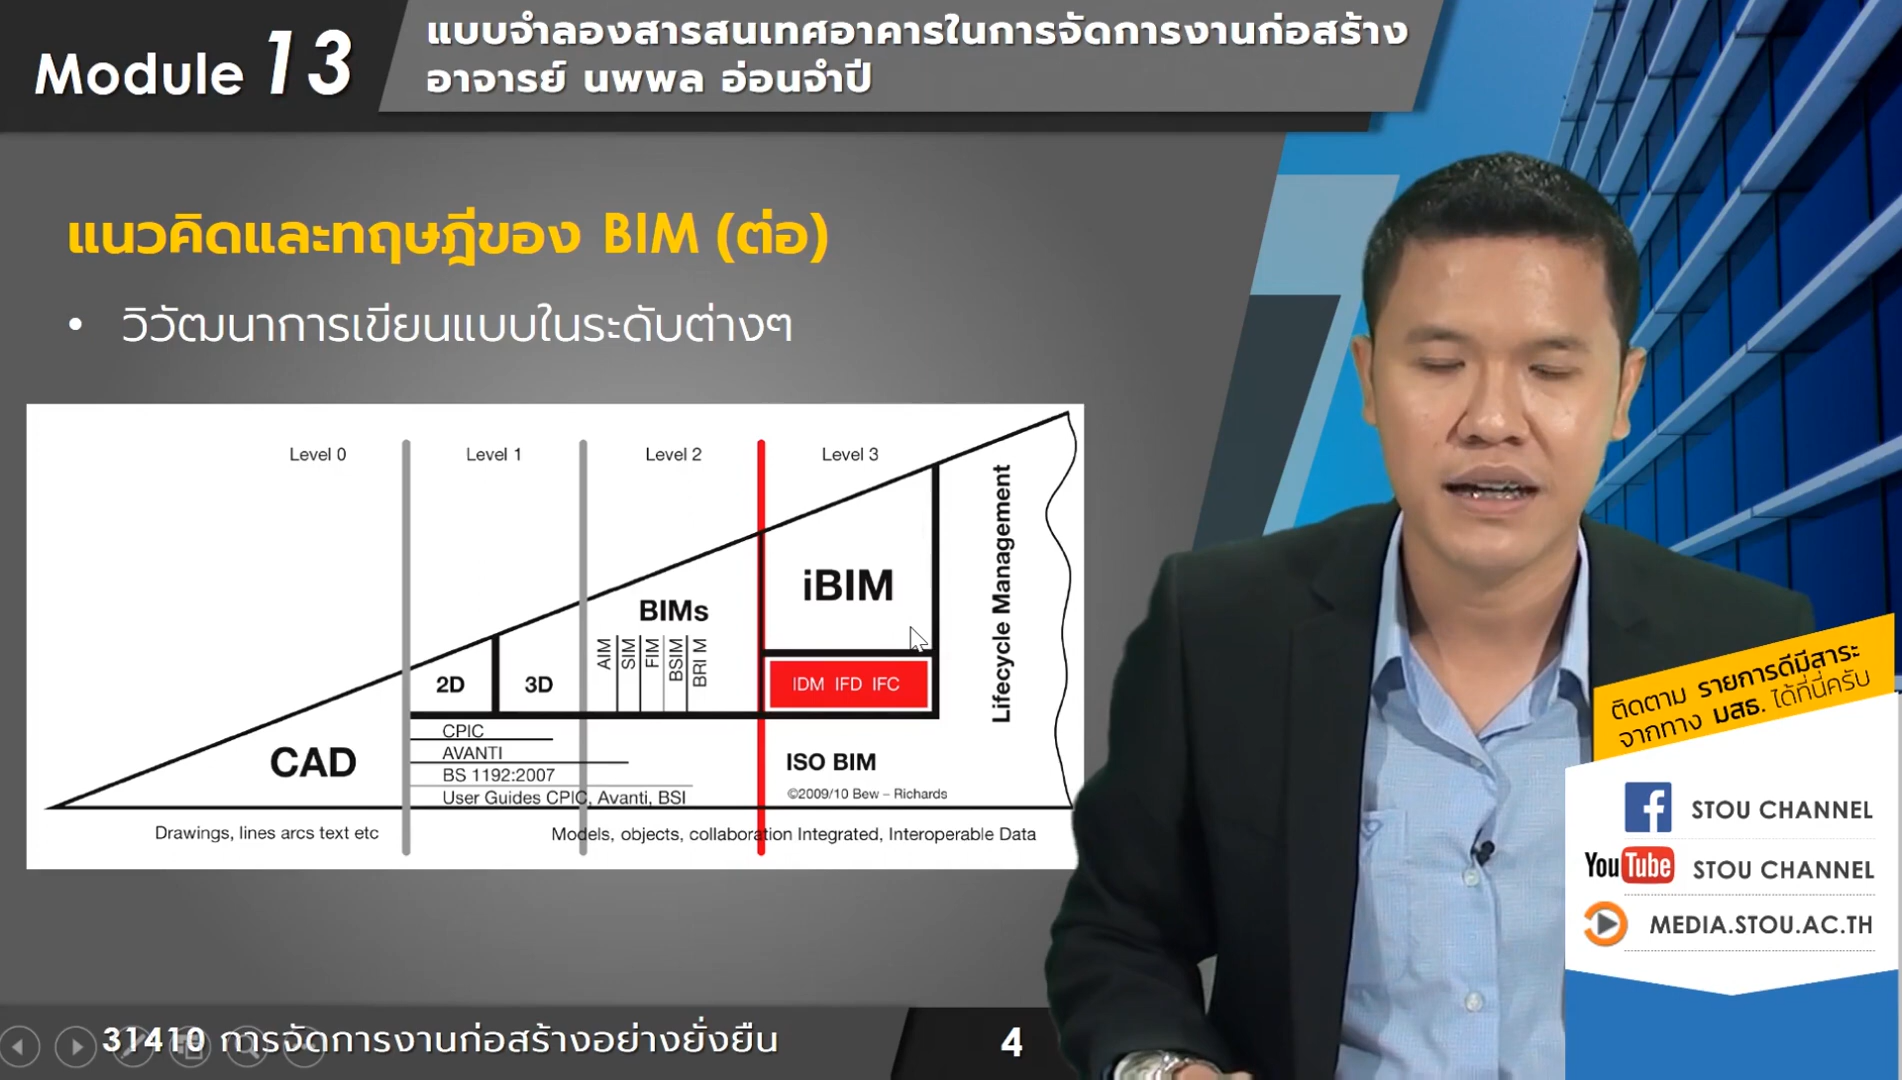 Module 13
แบบจำลองสารสนเทศอาคารในการจัดการงานก่อสร้าง
อาจารย์ นพพล อ่อนจำปี
แนวคิดและทฤษฎีของ BIM (ต่อ)
• วิวัฒนาการเขียนแบบในระดับต่างๆ
Level 0
Level 1
Level 2
Level 3
Lifecycle Management
iBIM
BIMs
AIM
SIM
FIM
BSIM
BRI M
2D
3D
IDM IFD IFC
CAD
CPIC
AVANTI
BS 1192:2007
User Guides CPIC, Avanti, BSI
ISO BIM
©2009/10 Bew – Richards
Drawings, lines arcs text etc
Models, objects, collaboration Integrated, Interoperable Data
ติดตาม รายการดีมีสาระ
จากทาง มสธ. ได้ที่นี่ครับ
STOU CHANNEL
YouTube STOU CHANNEL
MEDIA.STOU.AC.TH
31410 การจัดการงานก่อสร้างอย่างยั่งยืน
4